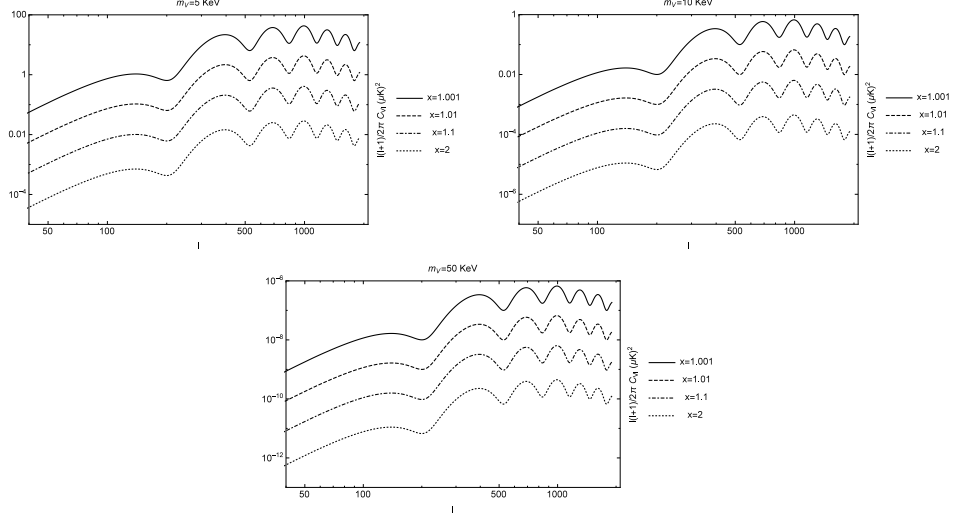 m_V=5 KeV
100
1
0.01
10^-4
50
100
500
1000
l
l(l+1)/2π C_Vl (μK)^2
x=1.001
x=1.01
x=1.1
x=2
m_V=10 KeV
1
0.01
10^-4
10^-6
50
100
500
1000
l
l(l+1)/2π C_Vl (μK)^2
x=1.001
x=1.01
x=1.1
x=2
m_V=50 KeV
10^-6
10^-8
10^-10
10^-12
50
100
500
1000
l
l(l+1)/2π C_Vl (μK)^2
x=1.001
x=1.01
x=1.1
x=2